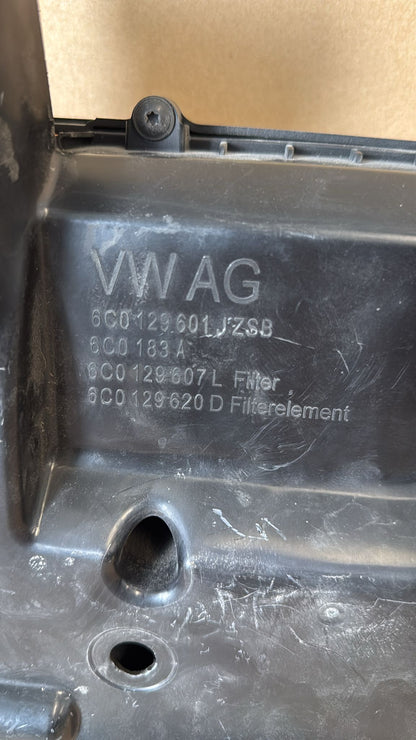 VW AG
6C0 129 601 J ZSB
6C0 183 A
6C0 129 607 L Filter
6C0 129 620 D Filterelement